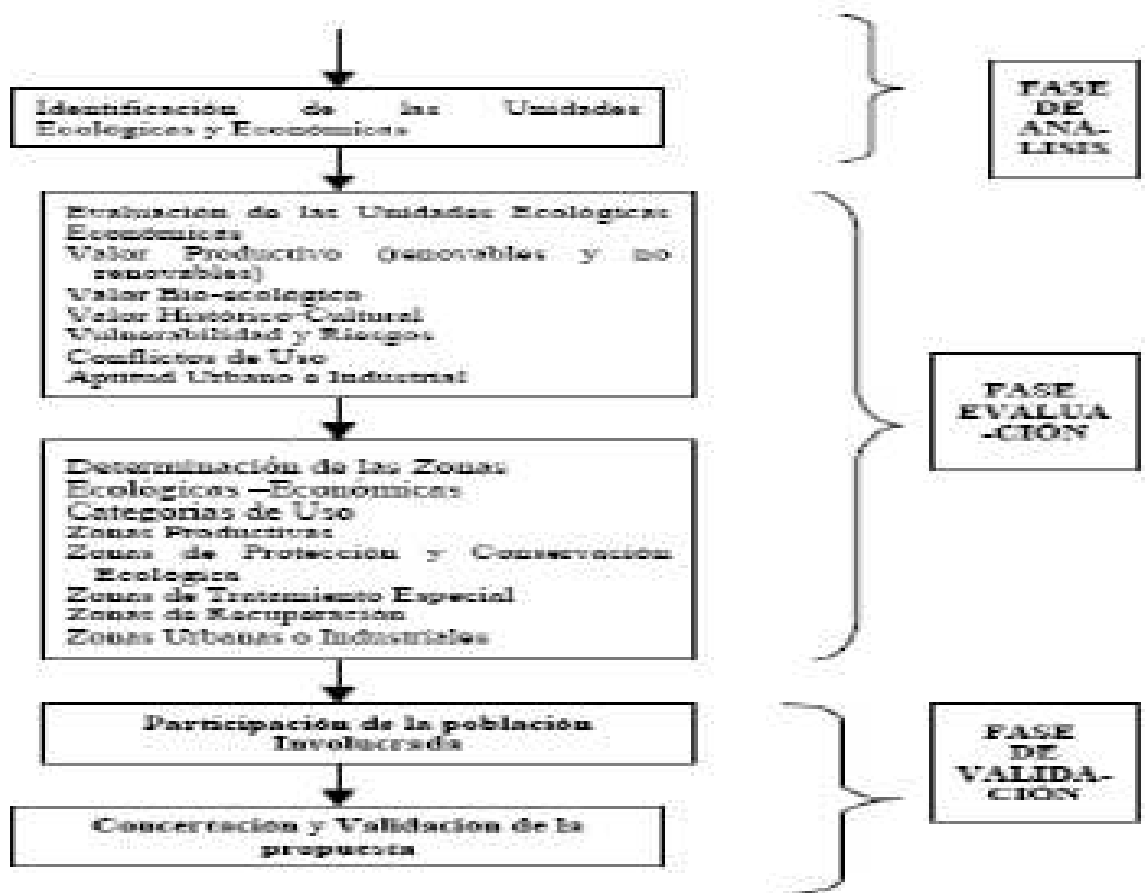 Identificación de las Unidades
Ecológicas y Económicas
FASE
DE
ANÁ-
LISIS
Evaluación de las Unidades Ecológicas
Económicas
Valor Productivo (renovables y no
renovables)
Valor Bio-ecológico
Valor Histórico-Cultural
Vulnerabilidad y Riesgos
Conflictos de Uso
Aptitud Urbano e Industrial
FASE
EVALUA
-CIÓN
Determinación de las Zonas
Ecológicas –Económicas
Categorías de Uso
Zonas Productivas
Zonas de Protección y Conservación
Ecológica
Zonas de Tratamiento Especial
Zonas de Recuperación
Zonas Urbanas o Industriales
Participación de la población
Involucrada
FASE
DE
VALIDA-
CIÓN
Concertación y Validación de la
propuesta